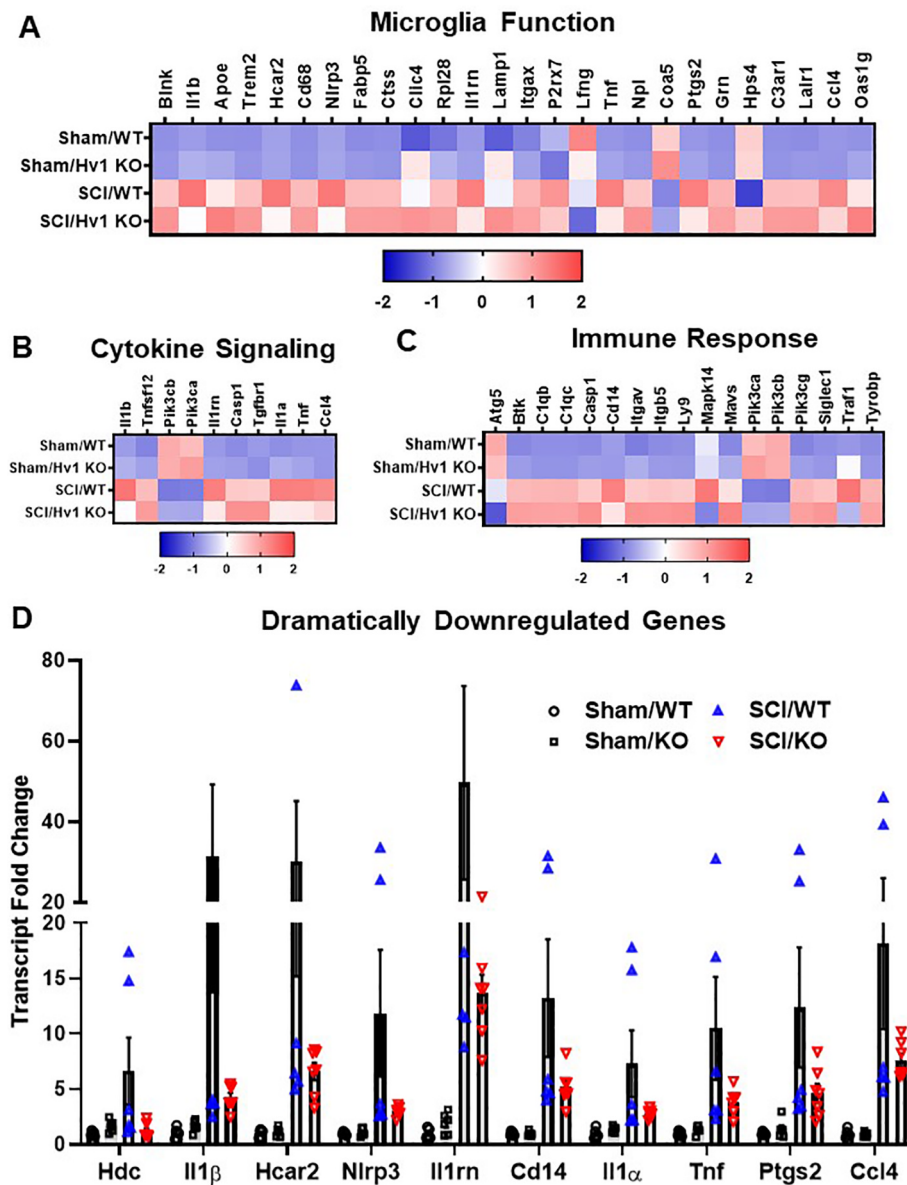 A
Microglia Function
Blnk Il1b Apoe Trem2 Hcar2 Cd68 Nlrp3 Fabp5 Ctss Clic4 Rpl28 Il1rn Lamp1 Itgax P2rx7 Lfng Tnf Npl Coa5 Ptgs2 Grn Hps4 C3ar1 Lalr1 Ccl4 Oas1g
Sham/WT
Sham/Hv1 KO
SCI/WT
SCI/Hv1 KO
-2 -1 0 1 2
B
Cytokine Signaling
Il1b Tnfsf12 Pik3cb Pik3ca Il1rn Casp1 Tgfbr1 Il1a Tnf Ccl4
Sham/WT
Sham/Hv1 KO
SCI/WT
SCI/Hv1 KO
-2 -1 0 1 2
C
Immune Response
Atg5 Btk C1qb C1qc Casp1 Cd14 Itgav Itgb5 Ly9 Mapk14 Mavs Pik3ca Pik3cb Pik3cg Siglec1 Traf1 Tyrobp
Sham/WT
Sham/Hv1 KO
SCI/WT
SCI/Hv1 KO
-2 -1 0 1 2
D
Dramatically Downregulated Genes
Transcript Fold Change
80
60
40
20
20
15
10
5
0
Sham/WT SCI/WT
Sham/KO SCI/KO
Hdc Il1β Hcar2 Nlrp3 Il1rn Cd14 Il1α Tnf Ptgs2 Ccl4